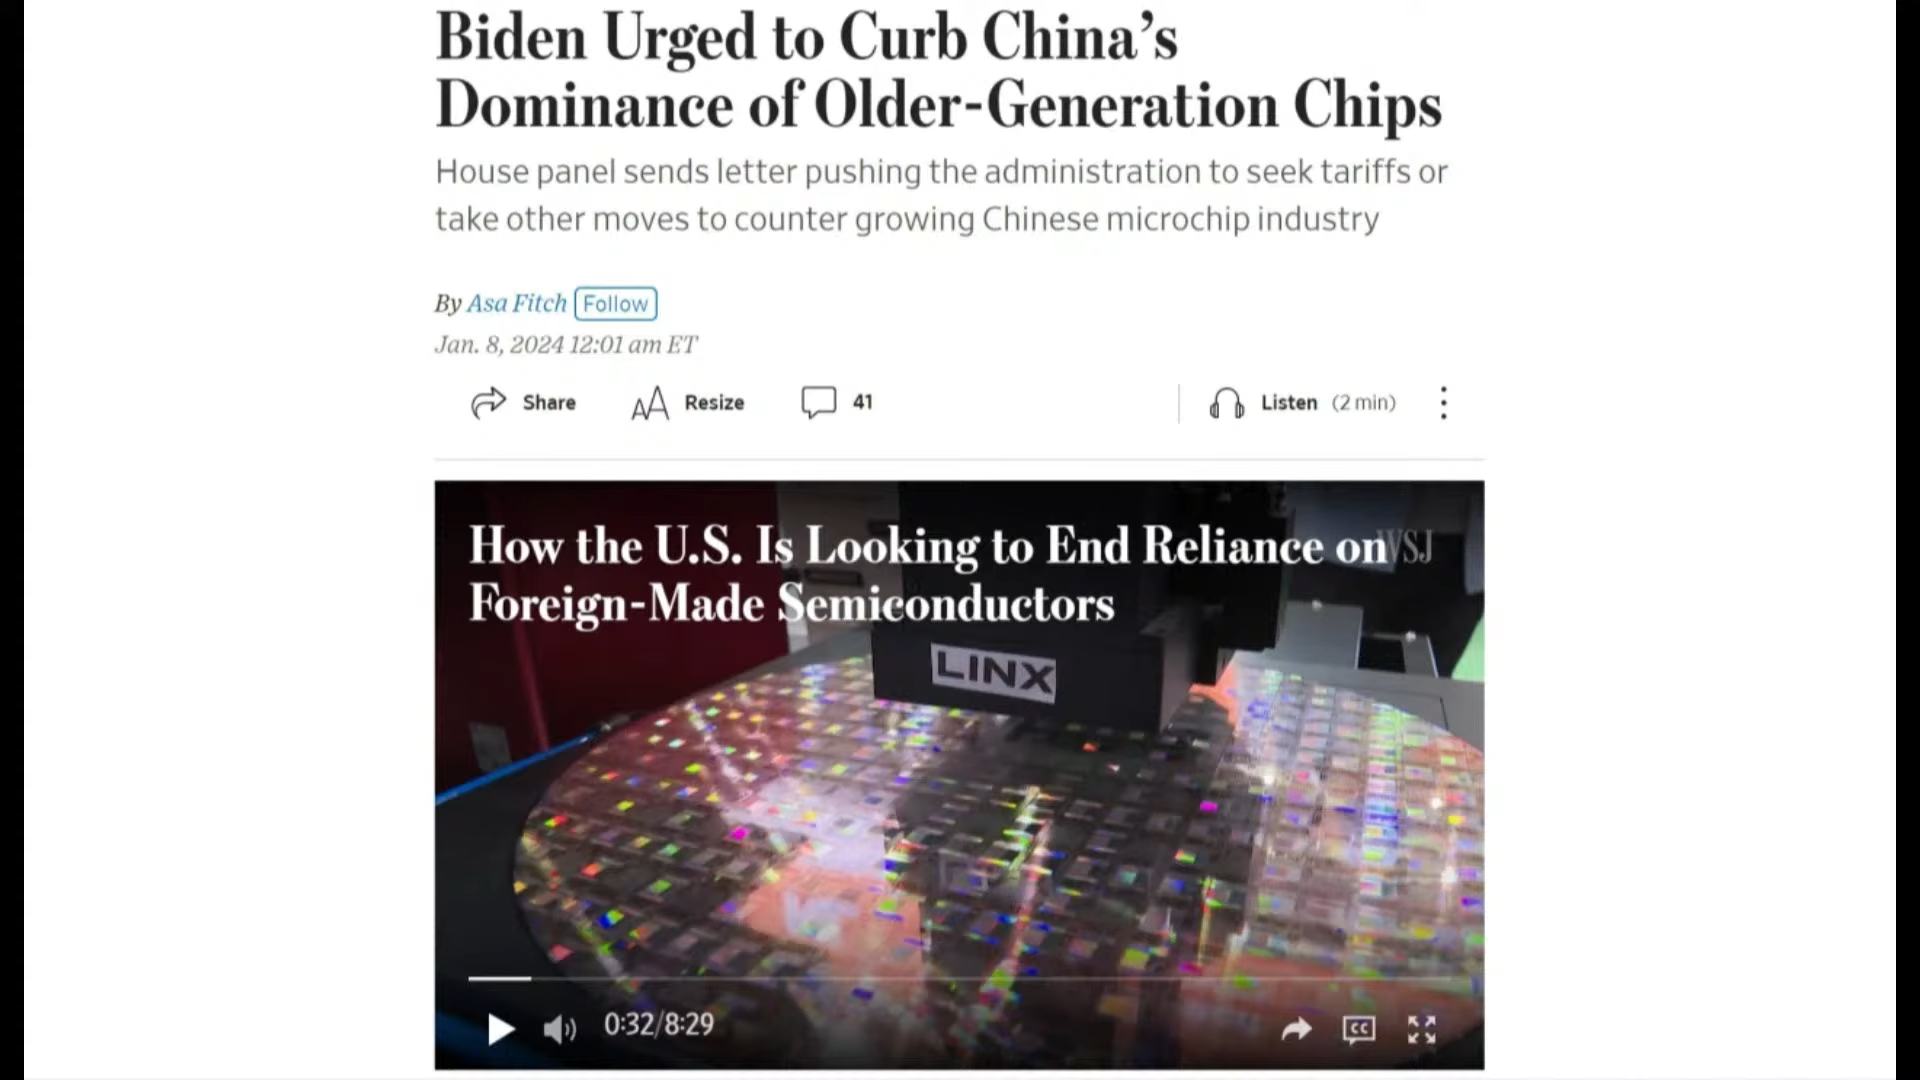 Biden Urged to Curb China's
Dominance of Older-Generation Chips
House panel sends letter pushing the administration to seek tariffs or
take other moves to counter growing Chinese microchip industry
By Asa Fitch Follow
Jan. 8, 2024 12:01 am ET
Share AA Resize 41 Listen (2 min)
How the U.S. Is Looking to End Reliance on WSJ
Foreign-Made Semiconductors
LINX
0:32/8:29 CC